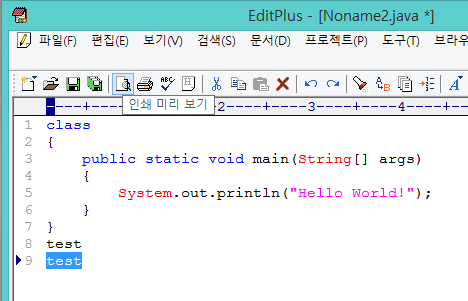 EditPlus - [Noname2.java *]
파일(F) 편집(E) 보기(V) 검색(S) 문서(D) 프로젝트(P) 도구(T) 브라우
인쇄 미리 보기
----+----2----+----3----+----4----+-
1 class
2 {
3 public static void main(String[] args)
4 {
5 System.out.println("Hello World!");
6 }
7 }
8 test
9 test